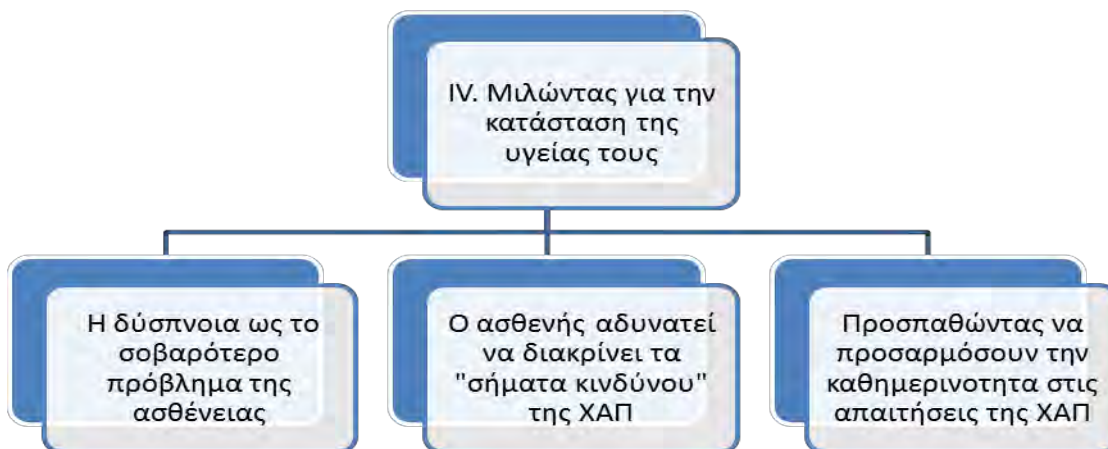 IV. Μιλώντας για την
κατάσταση της
υγείας τους
Η δύσπνοια ως το
σοβαρότερο
πρόβλημα της
ασθένειας
Ο ασθενής αδυνατεί
να διακρίνει τα
"σήματα κινδύνου"
της ΧΑΠ
Προσπαθώντας να
προσαρμόσουν την
καθημερινοτητα στις
απαιτήσεις της ΧΑΠ